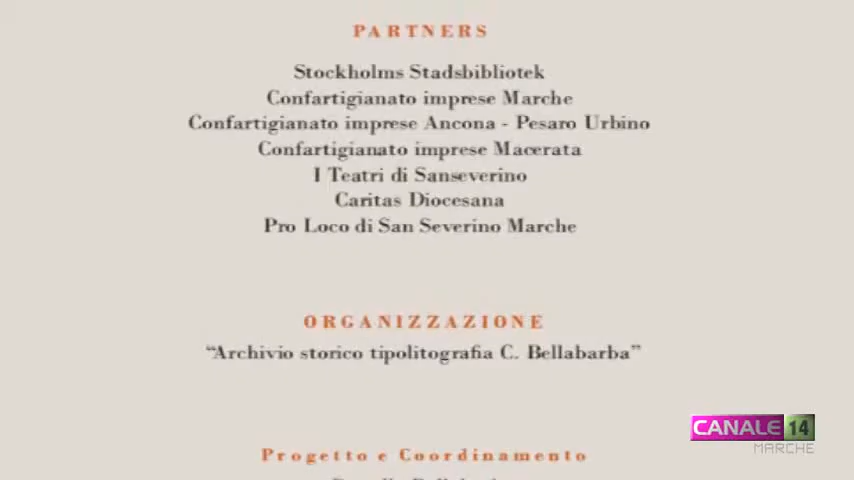 PARTNERS
Stockholms Stadsbibliotek
Confartigianato imprese Marche
Confartigianato imprese Ancona - Pesaro Urbino
Confartigianato imprese Macerata
I Teatri di Sanseverino
Caritas Diocesana
Pro Loco di San Severino Marche
ORGANIZZAZIONE
“Archivio storico tipolitografia C. Bellabarba”
CANALE 14
MARCHE
Progetto e Coordinamento